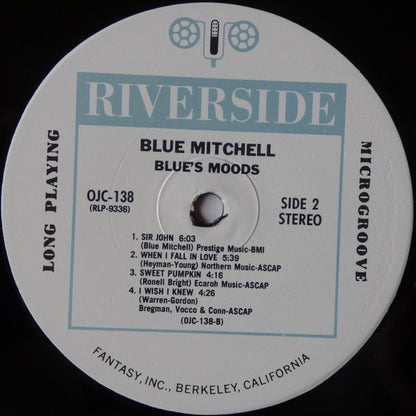 RIVERSIDE
BLUE MITCHELL
BLUE'S MOODS
LONG PLAYING
MICROGROOVE
OJC-138
(RLP-9336)
SIDE 2
STEREO
1. SIR JOHN 6:03
(Blue Mitchell) Prestige Music-BMI
2. WHEN I FALL IN LOVE 5:39
(Heyman-Young) Northern Music-ASCAP
3. SWEET PUMPKIN 4:16
(Ronell Bright) Ecaroh Music-ASCAP
4. I WISH I KNEW 4:26
(Warren-Gordon)
Bregman, Vocco & Conn-ASCAP
(OJC-138-B)
FANTASY, INC., BERKELEY, CALIFORNIA